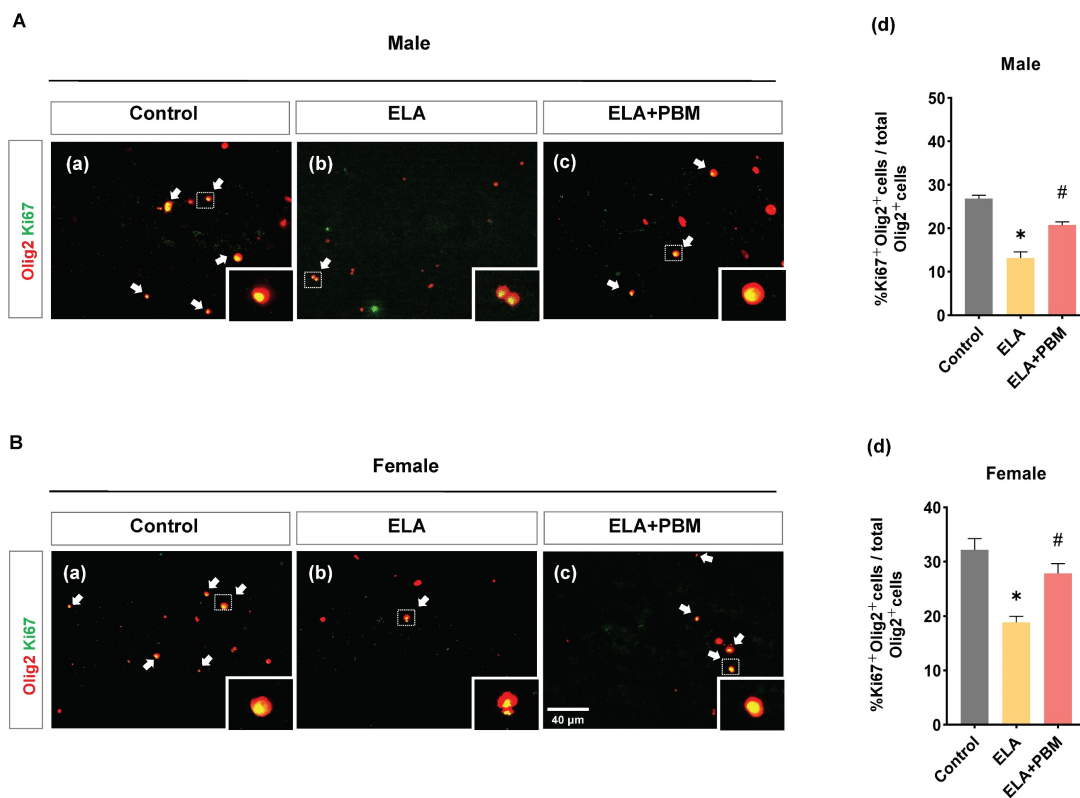 A
Male
Control
ELA
ELA+PBM
Olig2 Ki67
(a)
(b)
(c)
(d)
Male
%Ki67+Olig2+cells / total
Olig2+cells
50
40
30
20
10
0
*
#
Control
ELA
ELA+PBM
B
Female
Control
ELA
ELA+PBM
Olig2 Ki67
(a)
(b)
(c)
40 µm
(d)
Female
%Ki67+Olig2+cells / total
Olig2+cells
40
30
20
10
0
*
#
Control
ELA
ELA+PBM